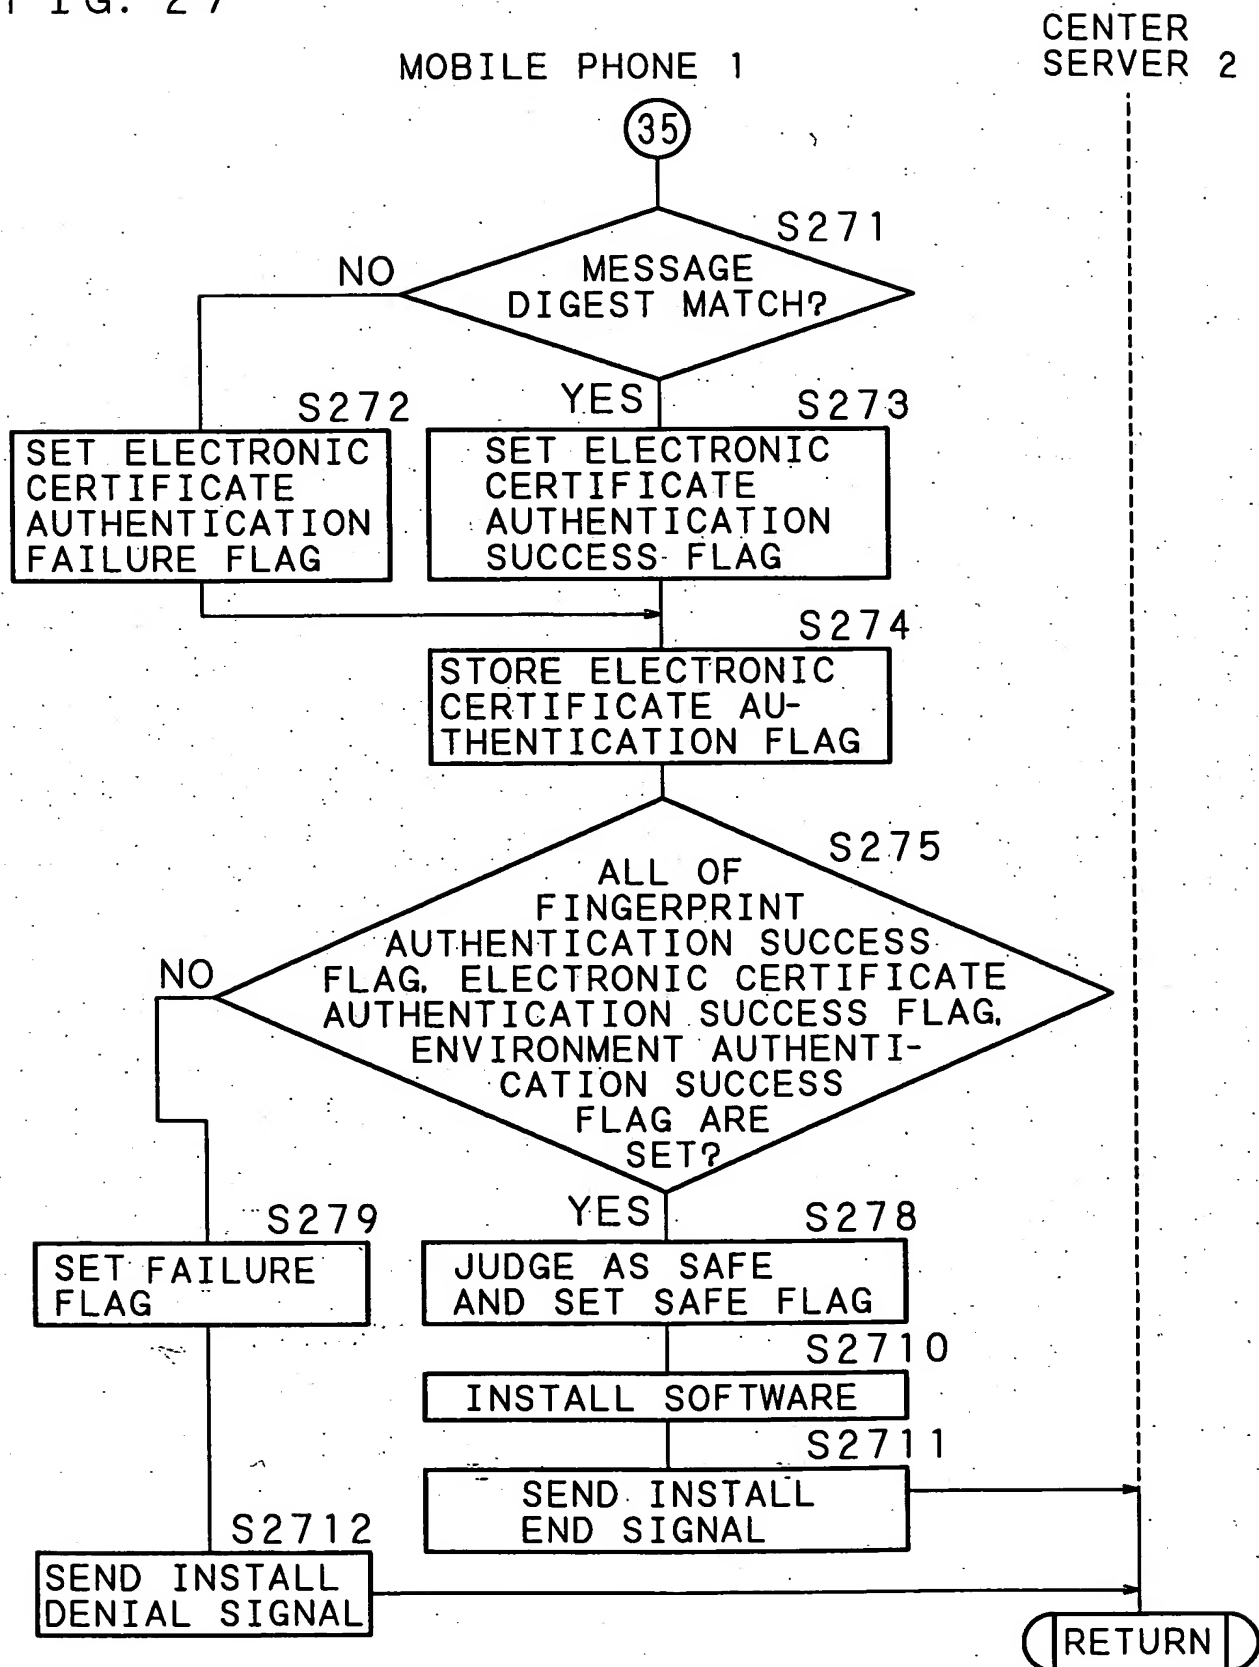 FIG. 27
CENTER
SERVER 2
MOBILE PHONE 1
35
S271
NO
MESSAGE
DIGEST MATCH?
YES
S272
S273
SET ELECTRONIC
CERTIFICATE
AUTHENTICATION
FAILURE FLAG
SET ELECTRONIC
CERTIFICATE
AUTHENTICATION
SUCCESS FLAG
S274
STORE ELECTRONIC
CERTIFICATE AU-
THENTICATION FLAG
S275
ALL OF
FINGERPRINT
AUTHENTICATION SUCCESS
FLAG, ELECTRONIC CERTIFICATE
AUTHENTICATION SUCCESS FLAG,
ENVIRONMENT AUTHENTI-
CATION SUCCESS
FLAG ARE
SET?
NO
YES
S279
S278
SET FAILURE
FLAG
JUDGE AS SAFE
AND SET SAFE FLAG
S2710
INSTALL SOFTWARE
S2711
SEND INSTALL
END SIGNAL
S2712
SEND INSTALL
DENIAL SIGNAL
RETURN